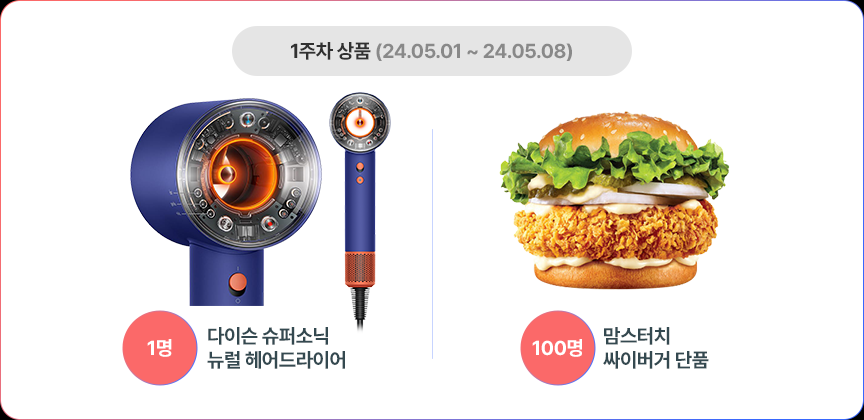 1주차 상품 (24.05.01 ~ 24.05.08)
1명
다이슨 슈퍼소닉
뉴럴 헤어드라이어
100명
맘스터치
싸이버거 단품